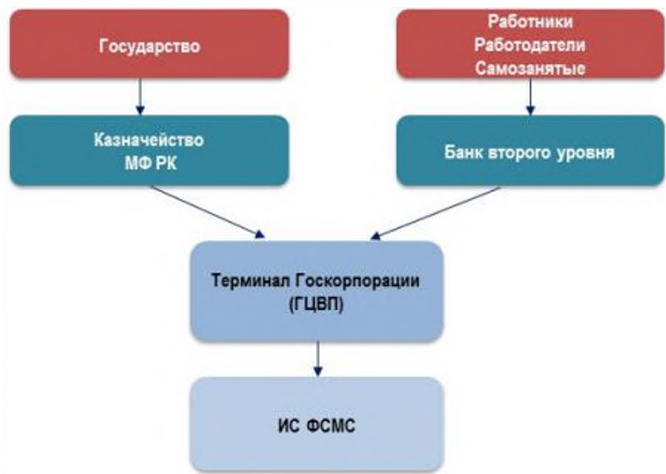 Государство
Работники
Работодатели
Самозанятые
Казначейство
МФ РК
Банк второго уровня
Терминал Госкорпорации
(ГЦВП)
ИС ФСМС